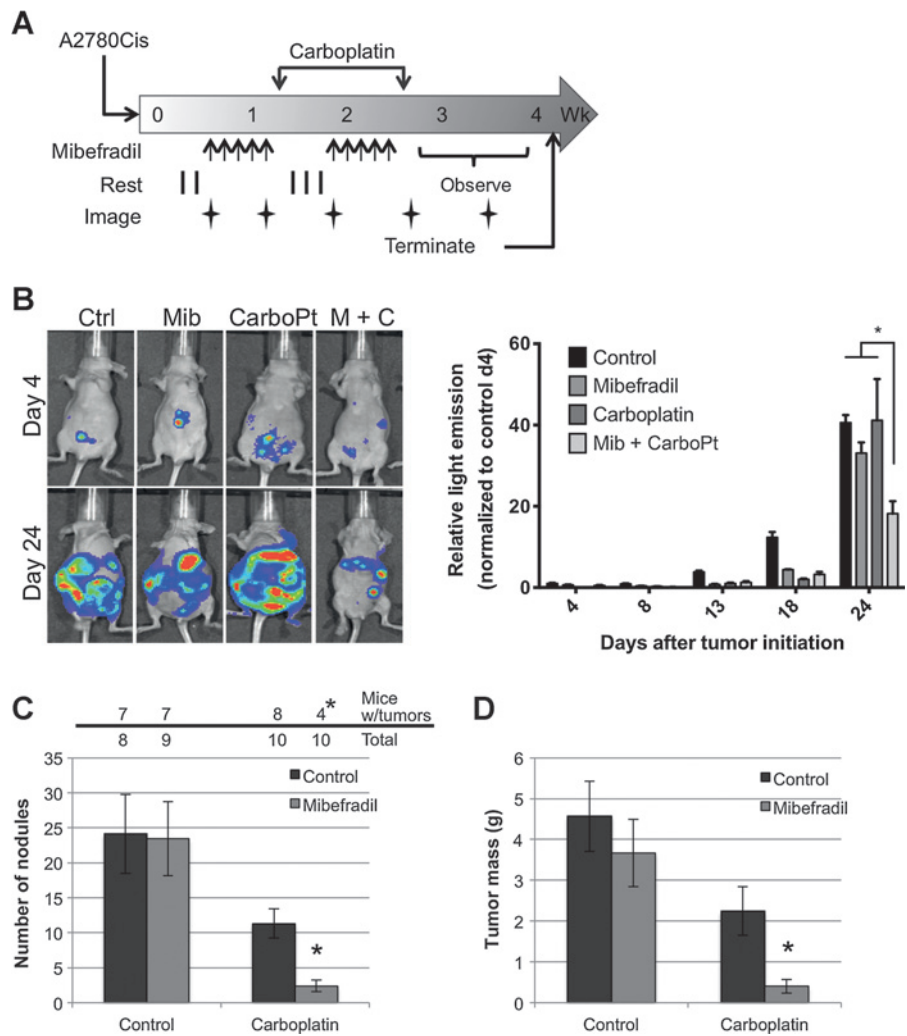 A
A2780Cis
Carboplatin
0 1 2 3 4 Wk
Mibefradil
Rest
Observe
Image
Terminate
B
Ctrl Mib CarboPt M + C
Day 4
Day 24
60
40
20
0
Relative light emission
(normalized to control d4)
Control
Mibefradil
Carboplatin
Mib + CarboPt
*
4 8 13 18 24
Days after tumor initiation
C
7 7 8 4* Mice
w/tumors
8 9 10 10 Total
35
30
25
20
15
10
5
0
Number of nodules
Control
Mibefradil
*
Control Carboplatin
D
6
5
4
3
2
1
0
Tumor mass (g)
Control
Mibefradil
*
Control Carboplatin